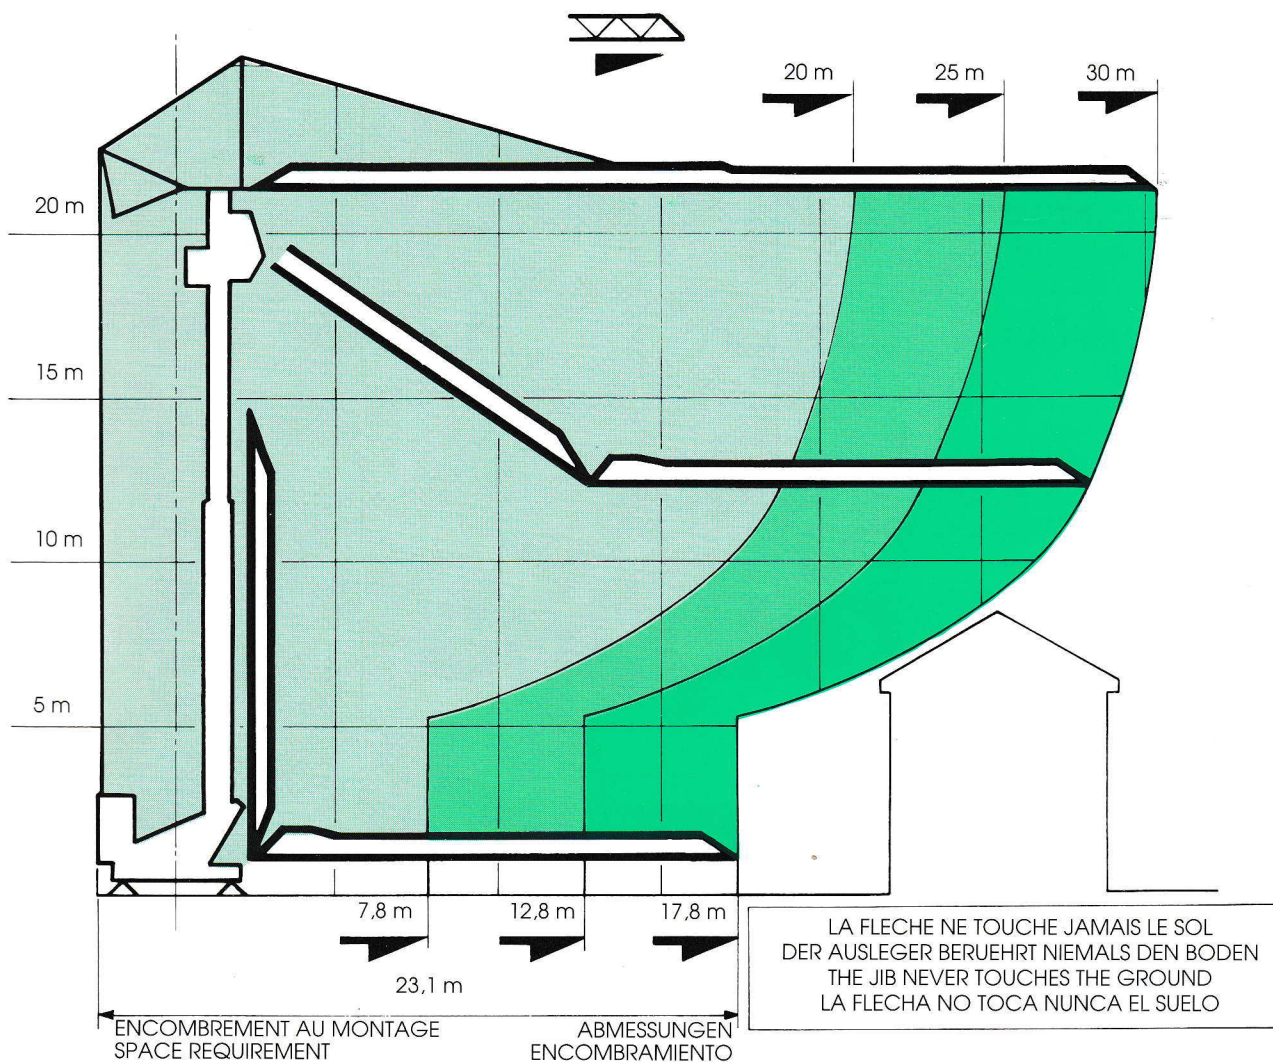 20 m
25 m
30 m
20 m
15 m
10 m
5 m
7,8 m
12,8 m
17,8 m
23,1 m
ENCOMBREMENT AU MONTAGE
SPACE REQUIREMENT
ABMESSUNGEN
ENCOMBRAMIENTO
LA FLECHE NE TOUCHE JAMAIS LE SOL
DER AUSLEGER BERUEHRT NIEMALS DEN BODEN
THE JIB NEVER TOUCHES THE GROUND
LA FLECHA NO TOCA NUNCA EL SUELO